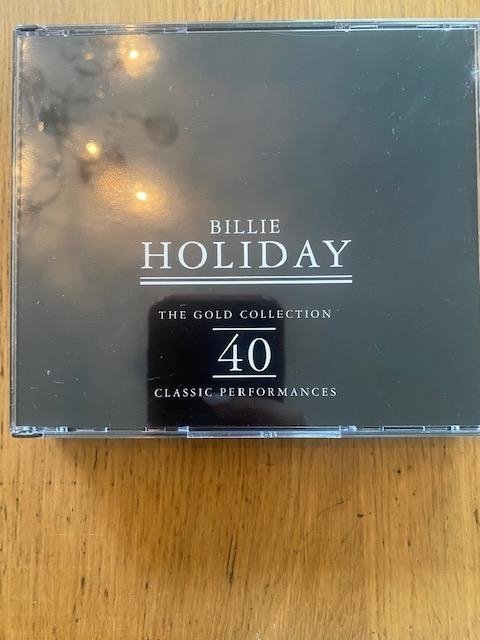 BILLIE
HOLIDAY
THE GOLD COLLECTION
40
CLASSIC PERFORMANCES